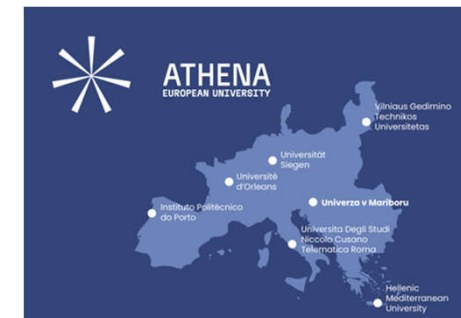 ATHENA
EUROPEAN UNIVERSITY
Vilniaus Gedimino
Technikos
Universitetas
Universität
Siegen
Université
d'Orleans
Univerza v Mariboru
Instituto Politécnico
do Porto
Universita Degli Studi
Niccolo Cusano
Telematica Roma
Hellenic
Mediterranean
University